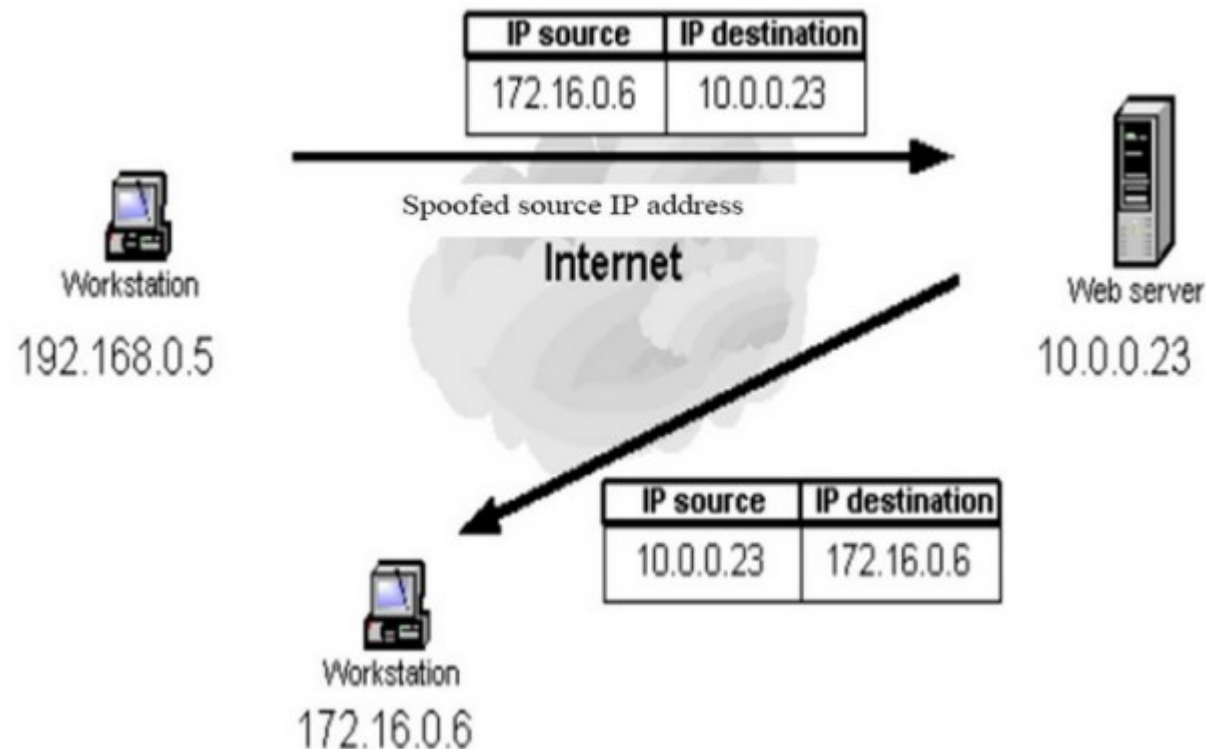 IP source IP destination
172.16.0.6 10.0.0.23
Spoofed source IP address
Internet
Workstation
192.168.0.5
Web server
10.0.0.23
IP source IP destination
10.0.0.23 172.16.0.6
Workstation
172.16.0.6